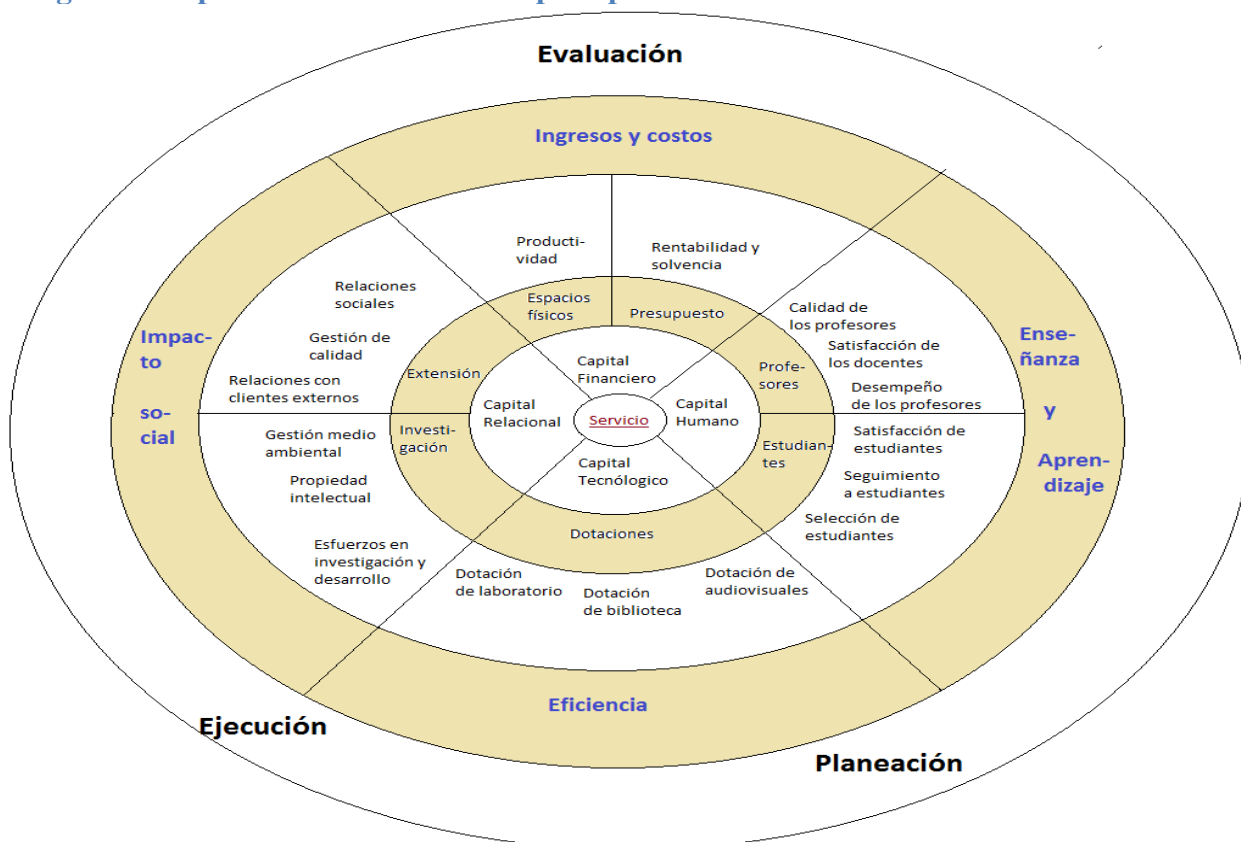 Evaluación
Ingresos y costos
Producti-
vidad
Rentabilidad y
solvencia
Relaciones
sociales
Espacios
físicos
Presupuesto
Calidad de
los profesores
Impac-
to
so-
cial
Gestión de
calidad
Satisfacción de
los docentes
Ense-
ñanza
y
Apren-
dizaje
Relaciones con
clientes externos
Extensión
Capital
Financiero
Profe-
sores
Desempeño
de los profesores
Capital
Relacional
Servicio
Capital
Humano
Gestión medio
ambiental
Investi-
gación
Estudian-
tes
Satisfacción de
estudiantes
Capital
Tecnólogico
Propiedad
intelectual
Seguimiento
a estudiantes
Selección de
estudiantes
Dotaciones
Esfuerzos en
investigación y
desarrollo
Dotación
de laboratorio
Dotación
de biblioteca
Dotación de
audiovisuales
Eficiencia
Ejecución
Planeación